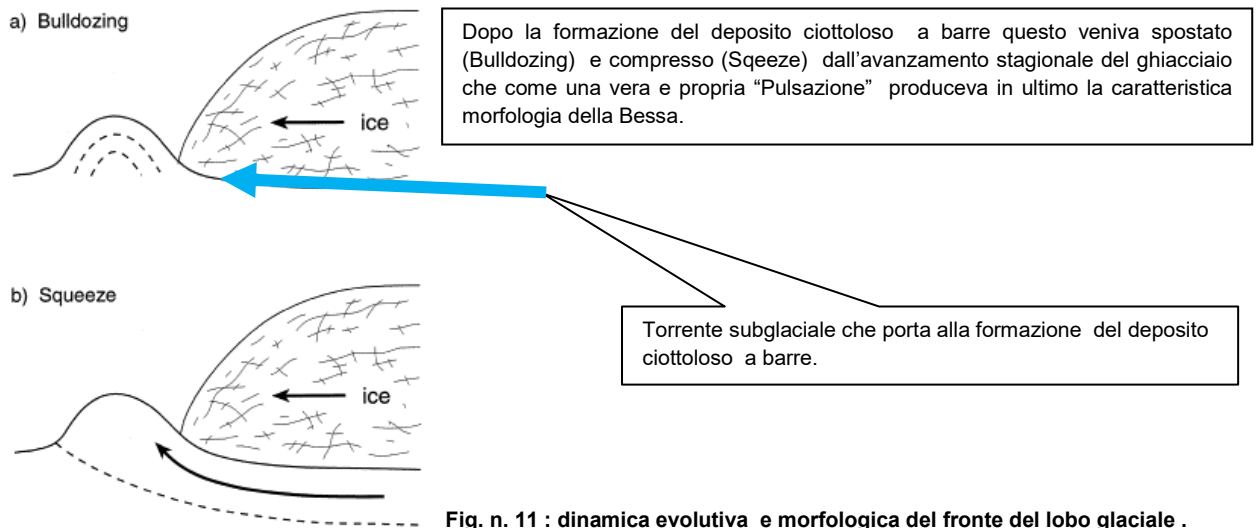 a) Bulldozing
ice
Dopo la formazione del deposito ciottoloso a barre questo veniva spostato
(Bulldozing) e compresso (Sqeeze) dall'avanzamento stagionale del ghiacciaio
che come una vera e propria “Pulsazione” produceva in ultimo la caratteristica
morfologia della Bessa.
b) Squeeze
ice
Torrente subglaciale che porta alla formazione del deposito
ciottoloso a barre.
Fig. n. 11 : dinamica evolutiva e morfologica del fronte del lobo glaciale .